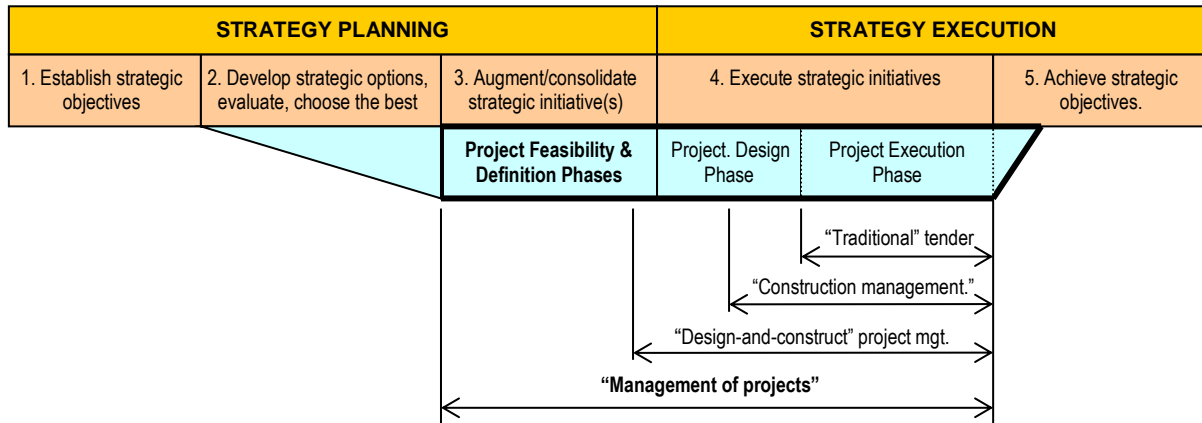 STRATEGY PLANNING
STRATEGY EXECUTION
1. Establish strategic
objectives
2. Develop strategic options,
evaluate, choose the best
3. Augment/consolidate
strategic initiative(s)
4. Execute strategic initiatives
5. Achieve strategic
objectives.
Project Feasibility &
Definition Phases
Project. Design
Phase
Project Execution
Phase
“Traditional” tender
“Construction management.”
“Design-and-construct” project mgt.
“Management of projects”